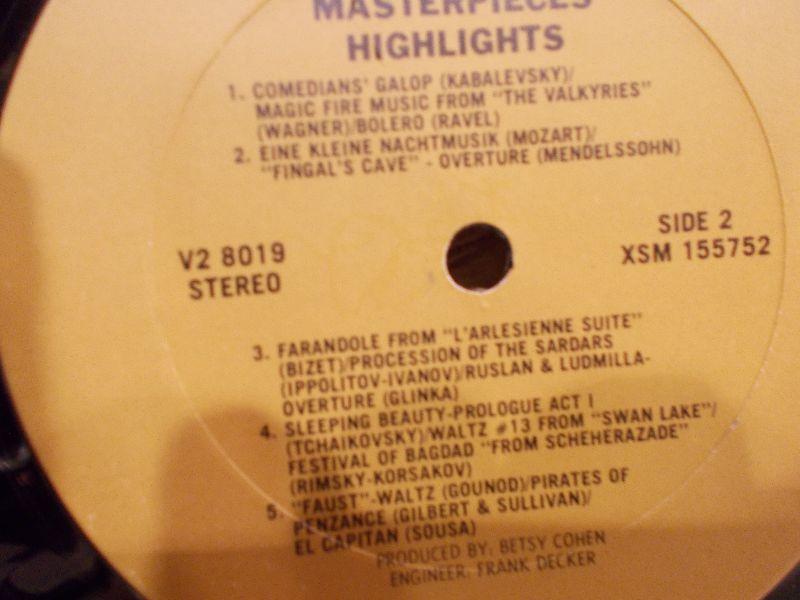 MASTERPIECES
HIGHLIGHTS
1. COMEDIANS' GALOP (KABALEVSKY)/
MAGIC FIRE MUSIC FROM "THE VALKYRIES"
(WAGNER)/BOLERO (RAVEL)
2. EINE KLEINE NACHTMUSIK (MOZART)/
"FINGAL'S CAVE" - OVERTURE (MENDELSSOHN)
V2 8019
STEREO
SIDE 2
XSM 155752
3. FARANDOLE FROM "L'ARLESIENNE SUITE"
(BIZET)/PROCESSION OF THE SARDARS
(IPPOLITOV-IVANOV)/RUSLAN & LUDMILLA-
OVERTURE (GLINKA)
4. SLEEPING BEAUTY-PROLOGUE ACT I
(TCHAIKOVSKY)/WALTZ #13 FROM "SWAN LAKE"/
FESTIVAL OF BAGDAD "FROM SCHEHERAZADE"
(RIMSKY-KORSAKOV)
5. "FAUST"-WALTZ (GOUNOD)/PIRATES OF
PENZANCE (GILBERT & SULLIVAN)/
EL CAPITAN (SOUSA)
PRODUCED BY: BETSY COHEN
ENGINEER: FRANK DECKER